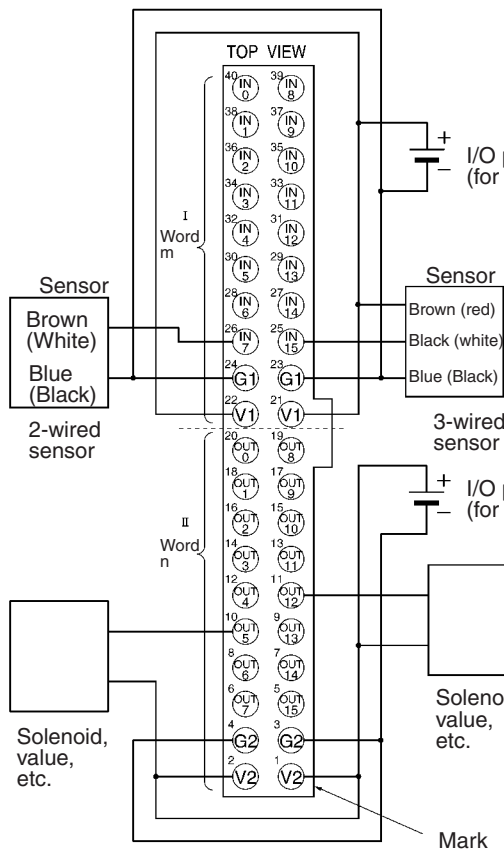 TOP VIEW
40 IN 0 39 IN 8
38 IN 1 37 IN 9
36 IN 2 35 IN 10
34 IN 3 33 IN 11
32 IN 4 31 IN 12
30 IN 5 29 IN 13
28 IN 6 27 IN 14
26 IN 7 25 IN 15
24 G1 23 G1
22 V1 21 V1
20 OUT 0 19 OUT 8
18 OUT 1 17 OUT 9
16 OUT 2 15 OUT 10
14 OUT 3 13 OUT 11
12 OUT 4 11 OUT 12
10 OUT 5 9 OUT 13
8 OUT 6 7 OUT 14
6 OUT 7 5 OUT 15
4 G2 3 G2
2 V2 1 V2
I
Word
m
II
Word
n
Sensor
Brown
(White)
Blue
(Black)
2-wired
sensor
Solenoid,
value,
etc.
+
−
I/O
(for
Sensor
Brown (red)
Black (white)
Blue (Black)
3-wired
sensor
+
−
I/O
(for
value,
etc.
Mark